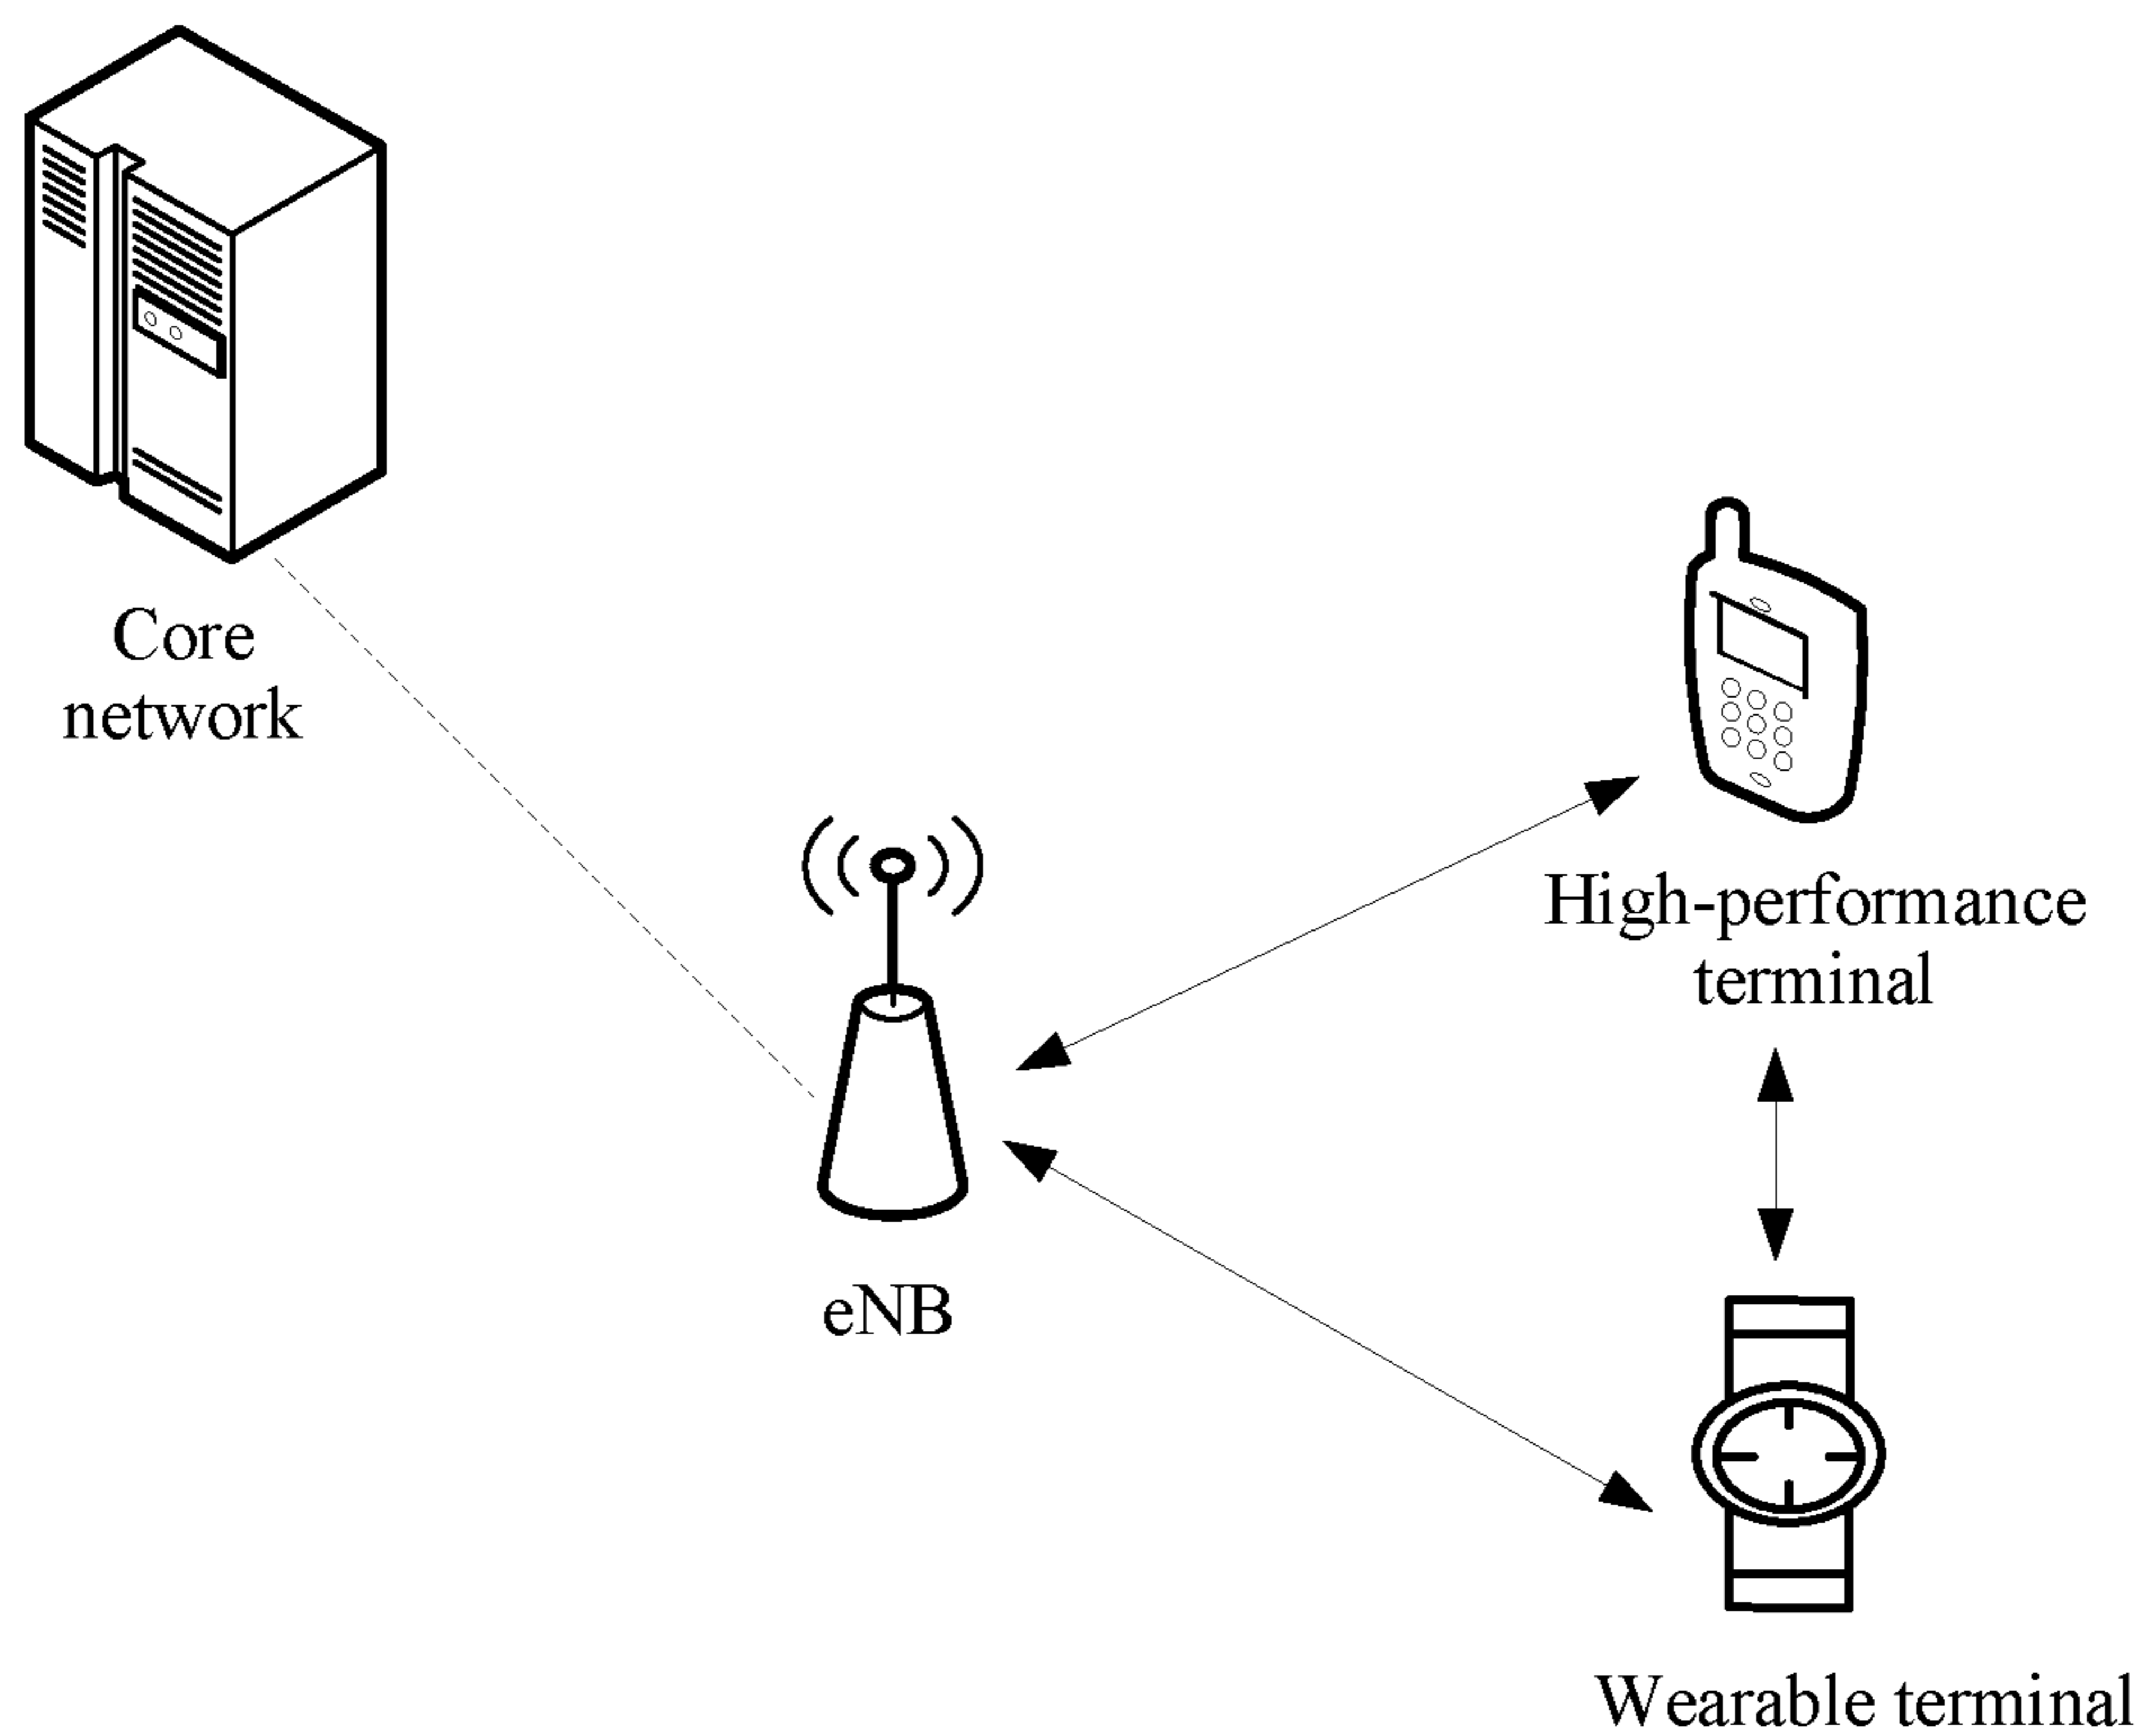 Core
network
High-performance
terminal
eNB
Wearable terminal